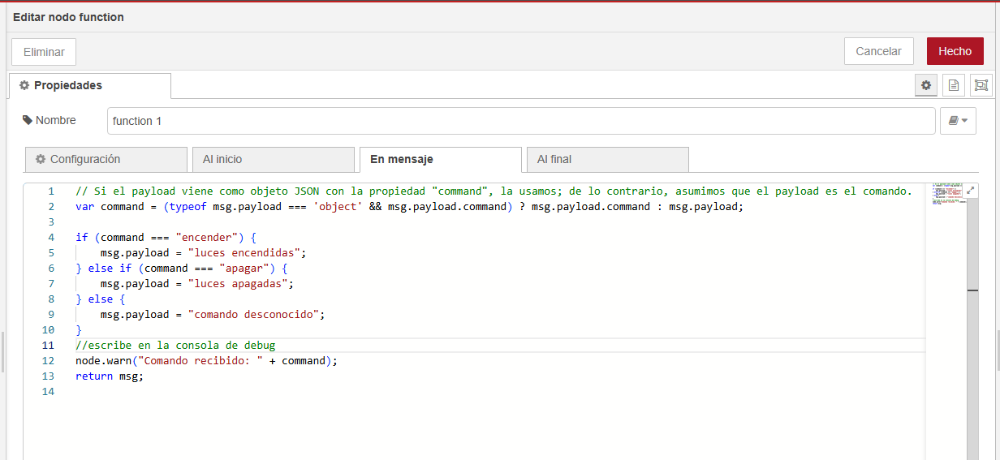 Editar nodo function
Eliminar
Cancelar
Hecho
Propiedades
Nombre
function 1
Configuración
Al inicio
En mensaje
Al final
1 // Si el payload viene como objeto JSON con la propiedad "command", la usamos; de lo contrario, asumimos que el payload es el comando.
2 var command = (typeof msg.payload === 'object' && msg.payload.command) ? msg.payload.command : msg.payload;
3
4 if (command === "encender") {
5     msg.payload = "luces encendidas";
6 } else if (command === "apagar") {
7     msg.payload = "luces apagadas";
8 } else {
9     msg.payload = "comando desconocido";
10 }
11 //escribe en la consola de debug
12 node.warn("Comando recibido: " + command);
13 return msg;
14